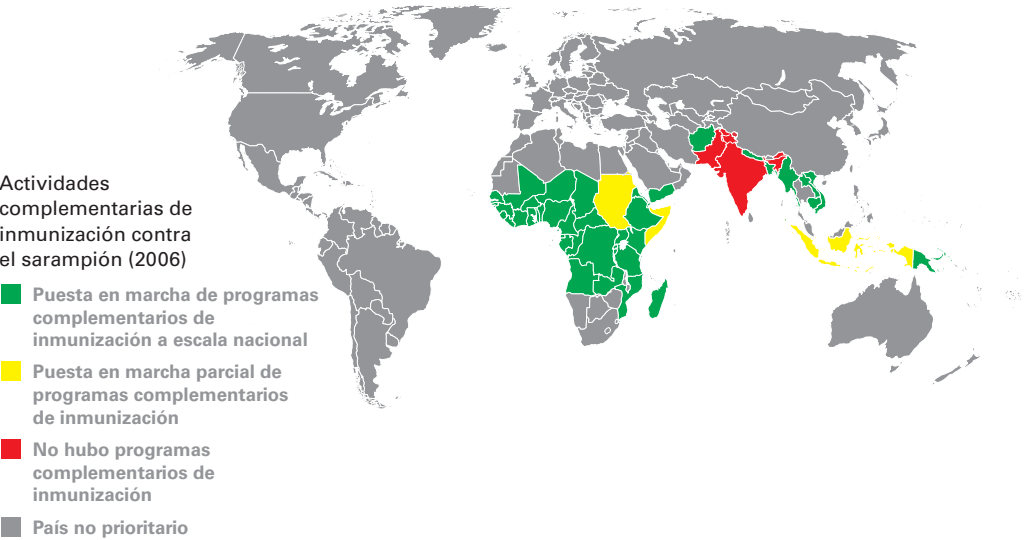 Actividades
complementarias de
inmunización contra
el sarampión (2006)
Puesta en marcha de programas
complementarios de
inmunización a escala nacional
Puesta en marcha parcial de
programas complementarios
de inmunización
No hubo programas
complementarios de
inmunización
País no prioritario